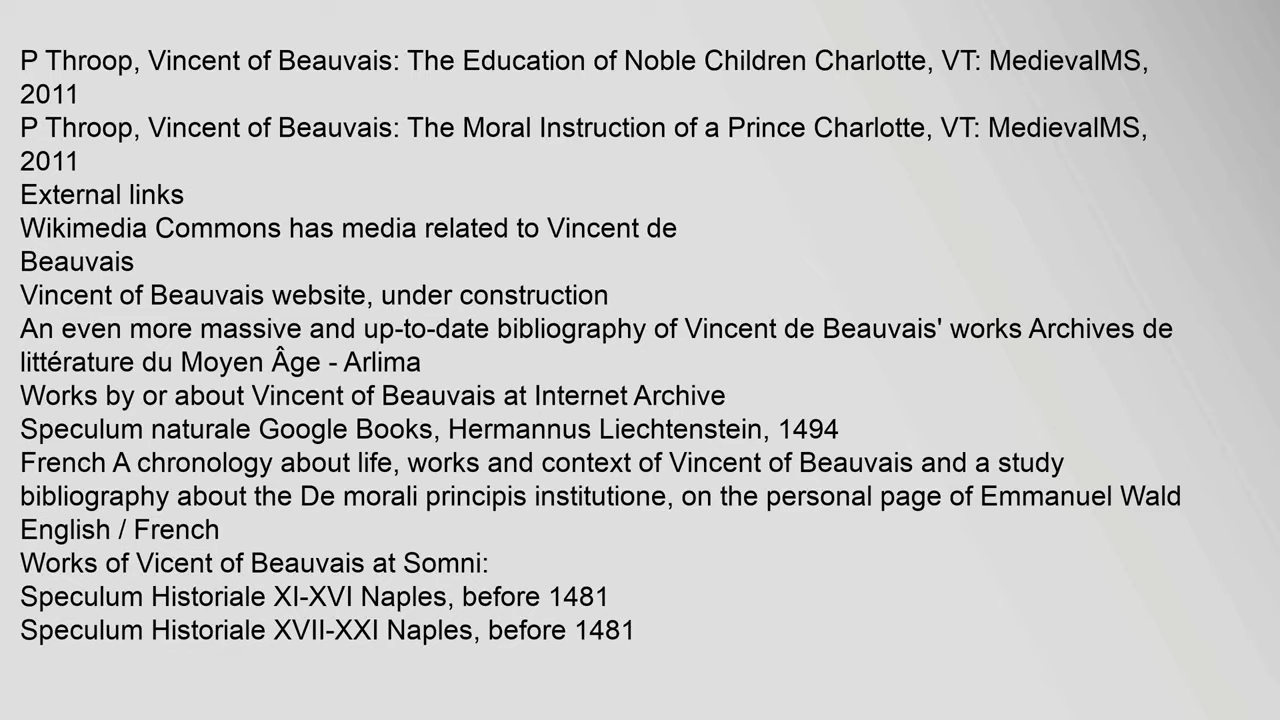 P Throop, Vincent of Beauvais: The Education of Noble Children Charlotte, VT: MedievalMS,
2011
P Throop, Vincent of Beauvais: The Moral Instruction of a Prince Charlotte, VT: MedievalMS,
2011
External links
Wikimedia Commons has media related to Vincent de
Beauvais
Vincent of Beauvais website, under construction
An even more massive and up-to-date bibliography of Vincent de Beauvais' works Archives de
littérature du Moyen Âge - Arlima
Works by or about Vincent of Beauvais at Internet Archive
Speculum naturale Google Books, Hermannus Liechtenstein, 1494
French A chronology about life, works and context of Vincent of Beauvais and a study
bibliography about the De morali principis institutione, on the personal page of Emmanuel Wald
English / French
Works of Vicent of Beauvais at Somni:
Speculum Historiale XI-XVI Naples, before 1481
Speculum Historiale XVII-XXI Naples, before 1481